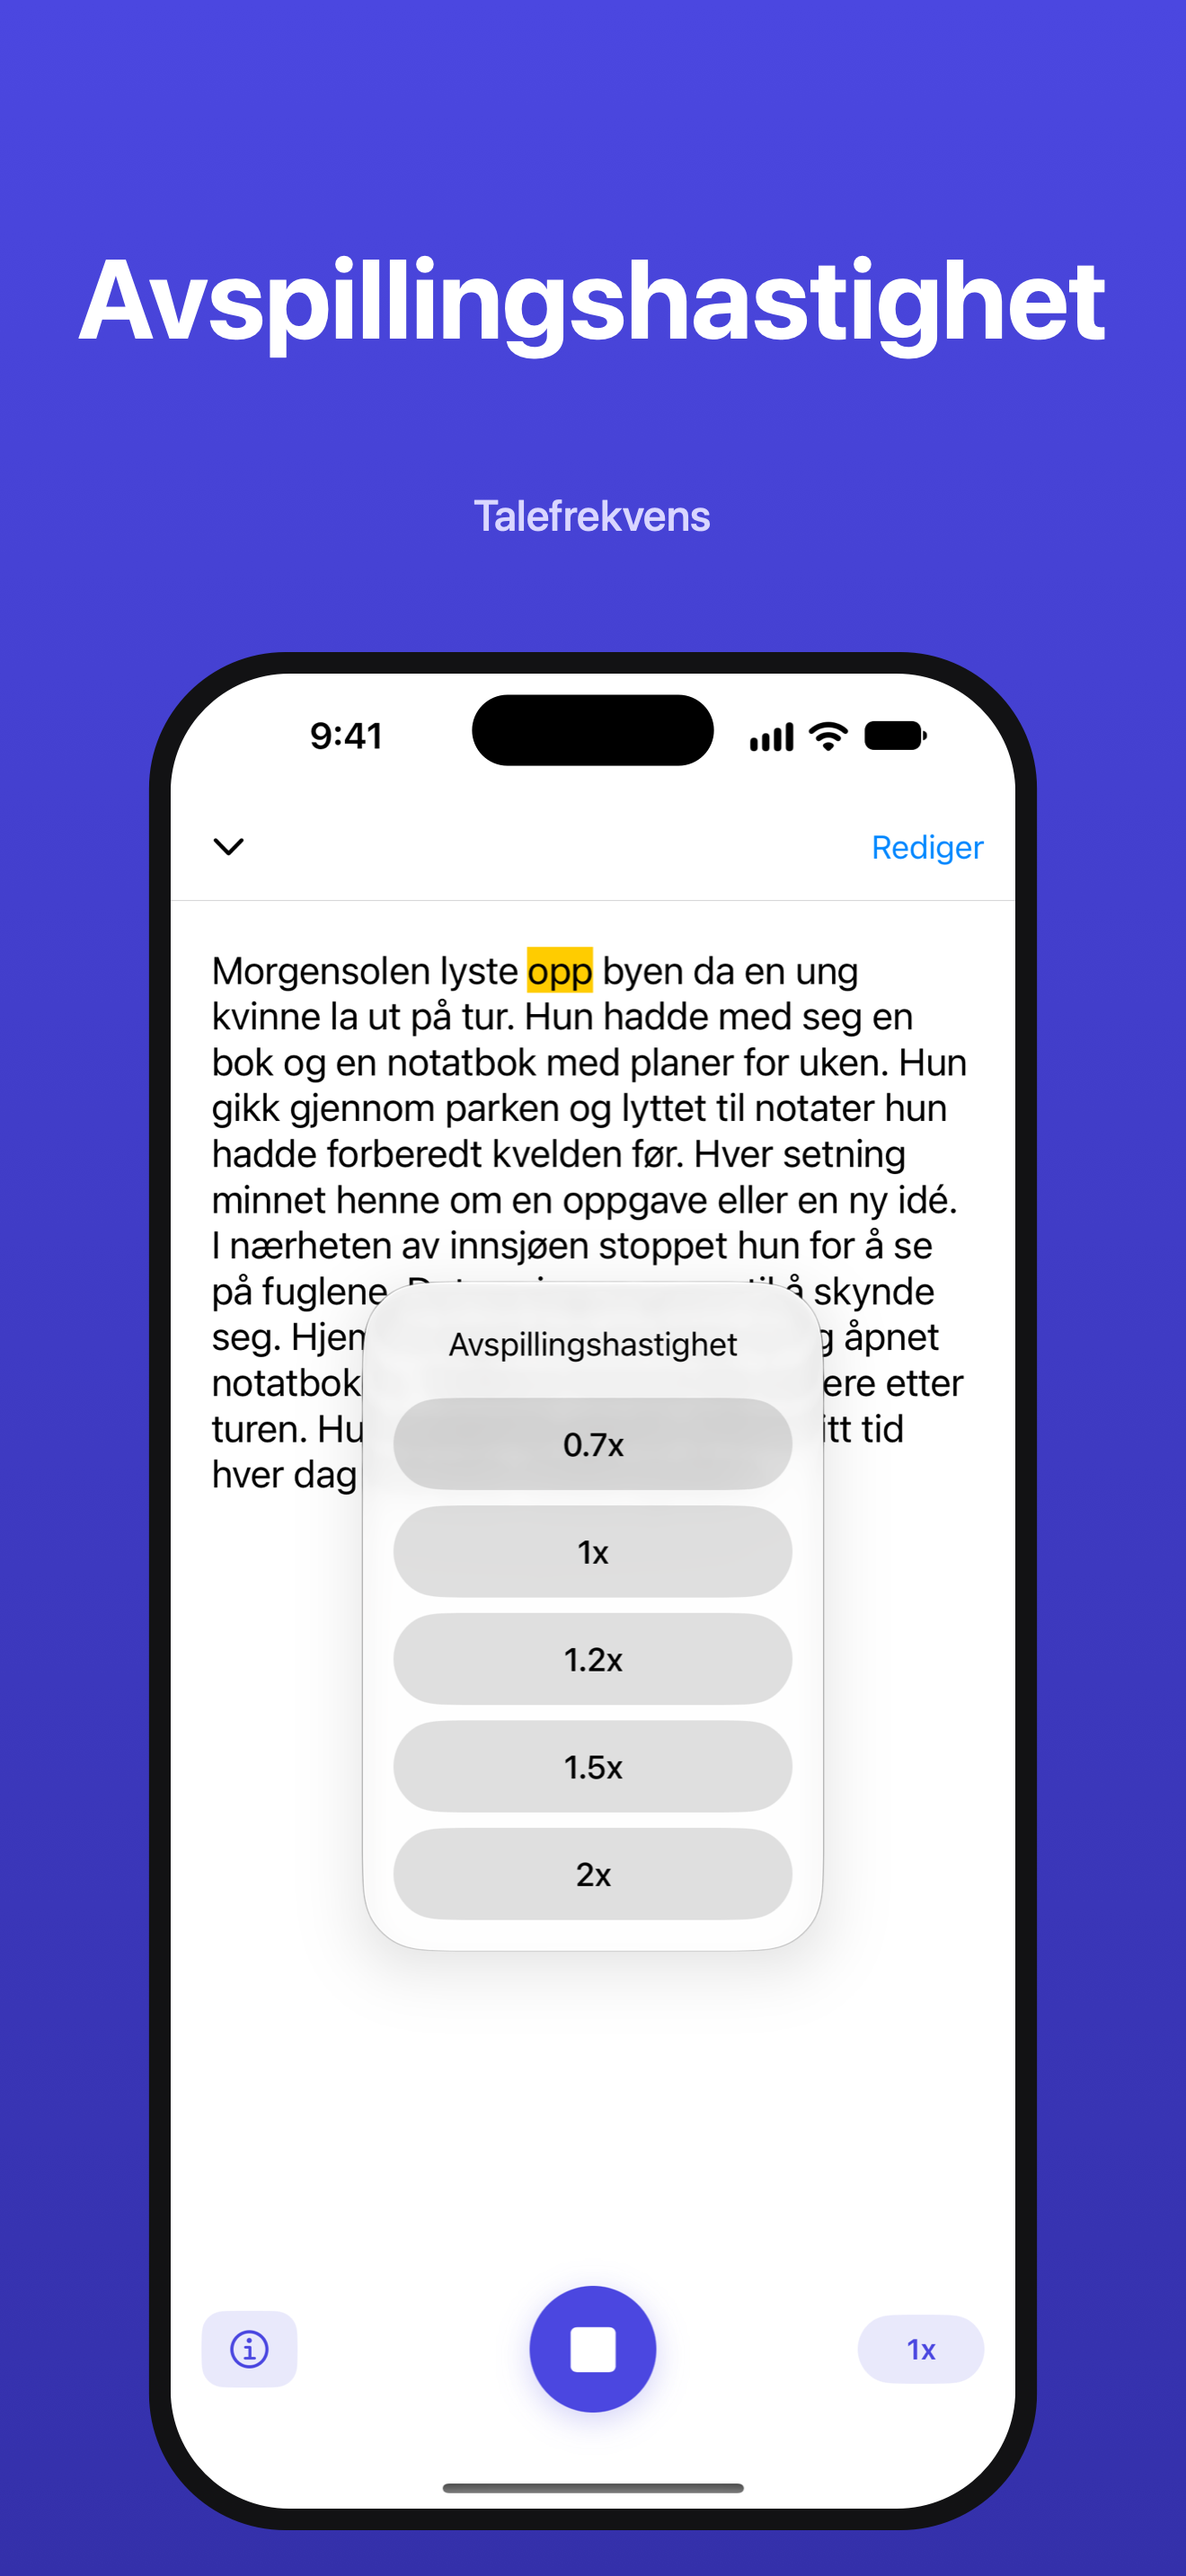 Avspillingshastighet
Talefrekvens
9:41
Rediger
Morgensolen lyste opp byen da en ung
kvinne la ut på tur. Hun hadde med seg en
bok og en notatbok med planer for uken. Hun
gikk gjennom parken og lyttet til notater hun
hadde forberedt kvelden før. Hver setning
minnet henne om en oppgave eller en ny idé.
I nærheten av innsjøen stoppet hun for å se
på fuglene. å skynde
seg. åpnet
etter
turen. tid
hver dag
Avspillingshastighet
0.7x
1x
1.2x
1.5x
2x
1x